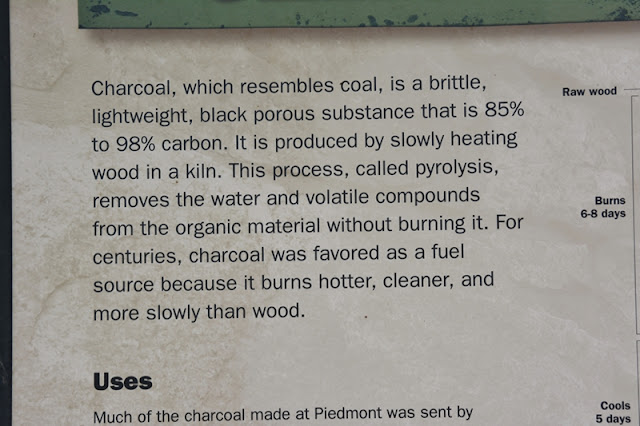 Charcoal, which resembles coal, is a brittle,
lightweight, black porous substance that is 85%
to 98% carbon. It is produced by slowly heating
wood in a kiln. This process, called pyrolysis,
removes the water and volatile compounds
from the organic material without burning it. For
centuries, charcoal was favored as a fuel
source because it burns hotter, cleaner, and
more slowly than wood.
Uses
Much of the charcoal made at Piedmont was sent by
Raw wood
Burns
6-8 days
Cools
5 days